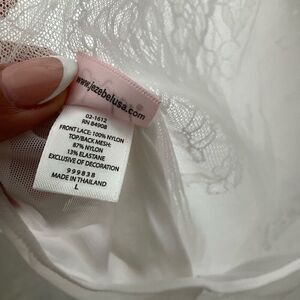 www.jezebelusa.com
02-1512
RN 84908
FRONT LACE: 100% NYLON
TOP/BACK MESH:
87% NYLON
13% ELASTANE
EXCLUSIVE OF DECORATION
999838
MADE IN THAILAND
L